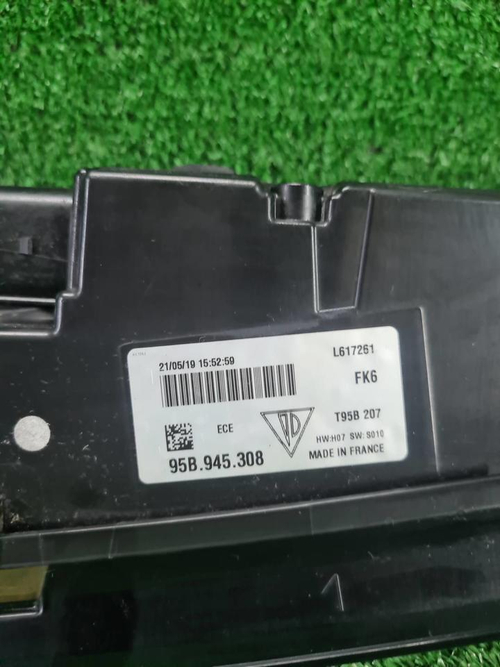 21/05/19 15:52:59
L617261
FK6
ECE
T95B 207
HW:H07 SW:S010
95B.945.308
MADE IN FRANCE